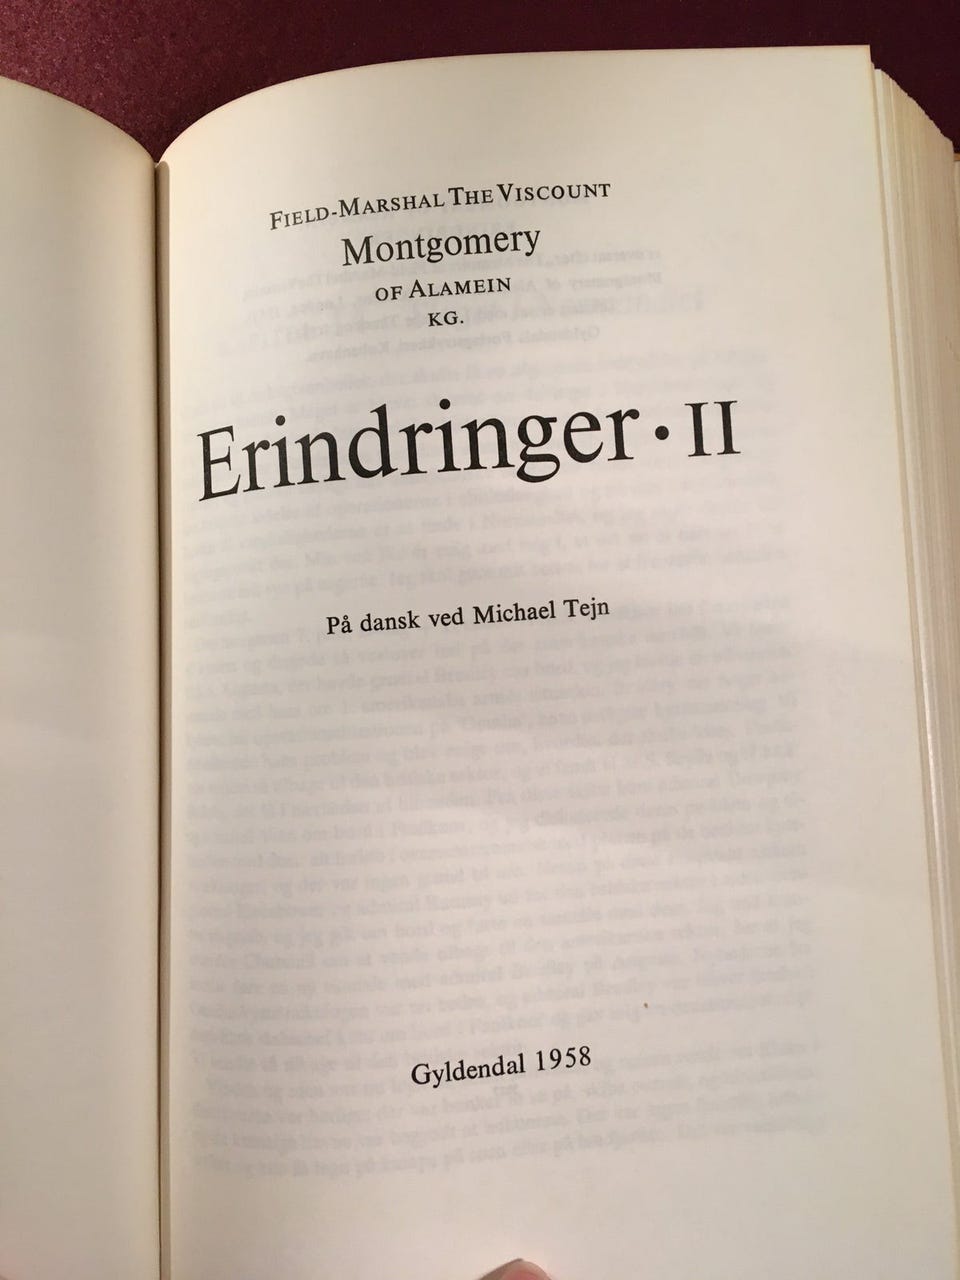 FIELD-MARSHAL THE VISCOUNT
Montgomery
OF ALAMEIN
KG.
Erindringer · II
På dansk ved Michael Tejn
Gyldendal 1958